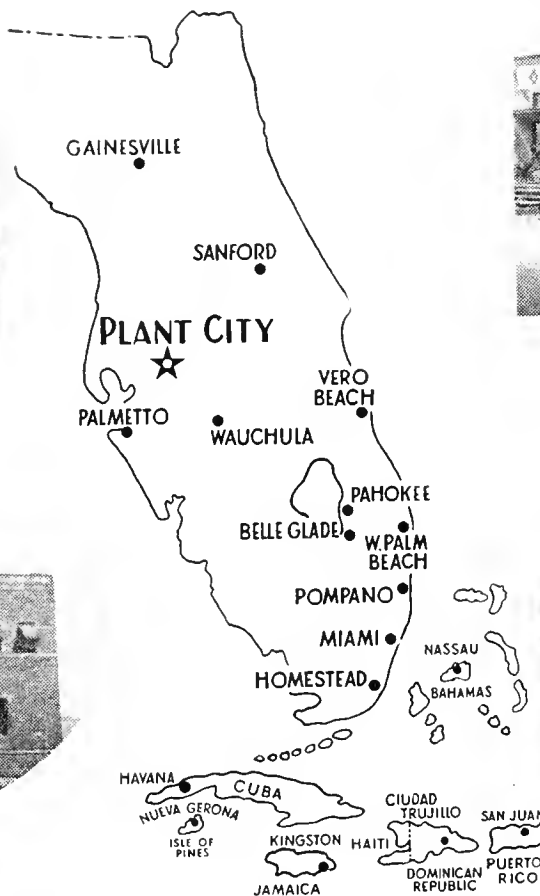 GAINESVILLE
SANFORD
PLANT CITY
VERO
BEACH
PALMETTO
WAUCHULA
PAHOKEE
BELLE GLADE
W. PALM
BEACH
POMPANO
MIAMI
NASSAU
HOMESTEAD
BAHAMAS
HAVANA
CUBA
NUEVA GERONA
ISLE OF
PINES
KINGSTON
JAMAICA
CIUDAD
TRUJILLO
HAITI
DOMINICAN
REPUBLIC
SAN JUAN
PUERTO
RICO